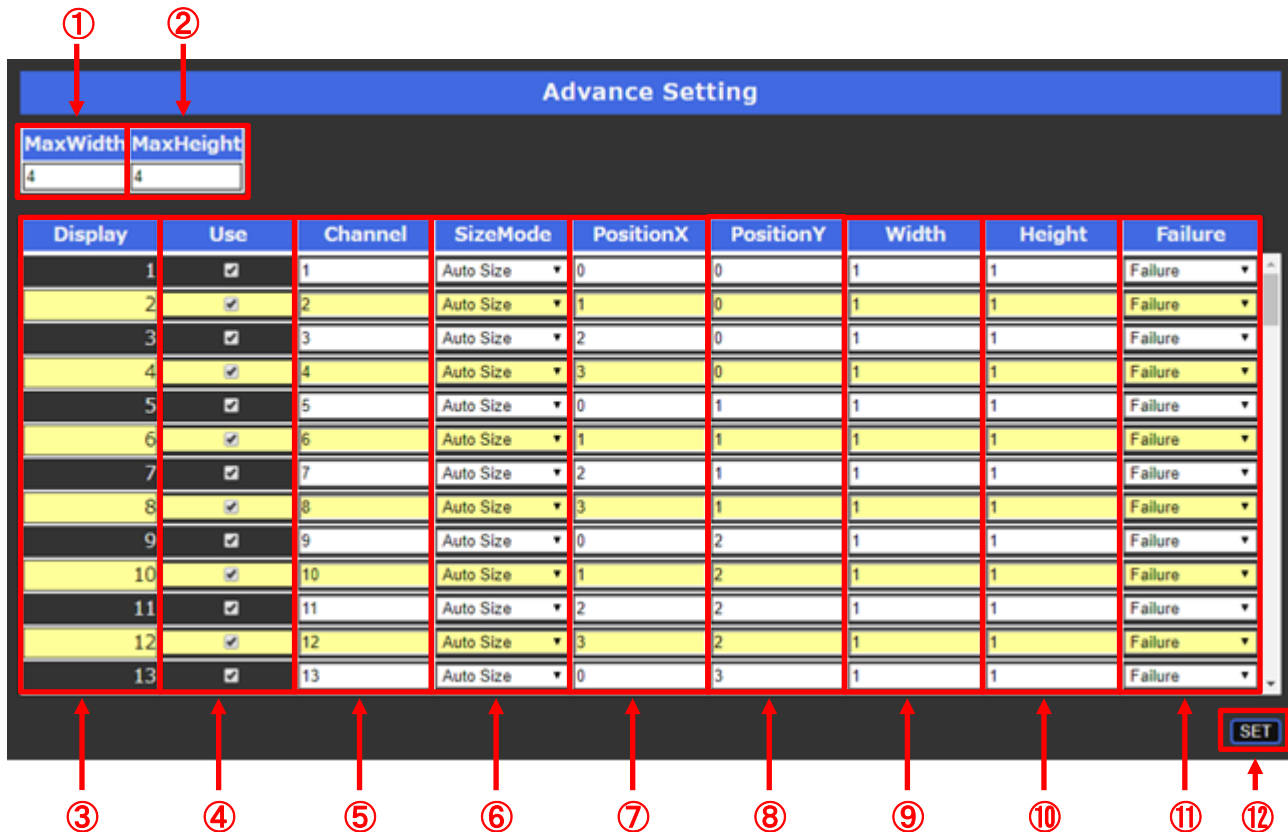 ① ②
Advance Setting
MaxWidth MaxHeight
4 4
Display Use Channel SizeMode PositionX PositionY Width Height Failure
1 1 Auto Size 0 0 1 1 Failure
2 2 Auto Size 1 0 1 1 Failure
3 3 Auto Size 2 0 1 1 Failure
4 4 Auto Size 3 0 1 1 Failure
5 5 Auto Size 0 1 1 1 Failure
6 6 Auto Size 1 1 1 1 Failure
7 7 Auto Size 2 1 1 1 Failure
8 8 Auto Size 3 1 1 1 Failure
9 9 Auto Size 0 2 1 1 Failure
10 10 Auto Size 1 2 1 1 Failure
11 11 Auto Size 2 2 1 1 Failure
12 12 Auto Size 3 2 1 1 Failure
13 13 Auto Size 0 3 1 1 Failure
SET
③ ④ ⑤ ⑥ ⑦ ⑧ ⑨ ⑩ ⑪ ⑫